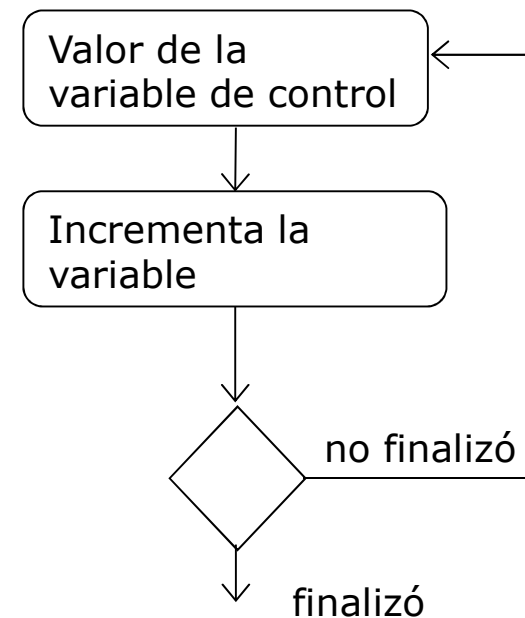 Valor de la
variable de control
Incrementa la
variable
no finalizó
finalizó